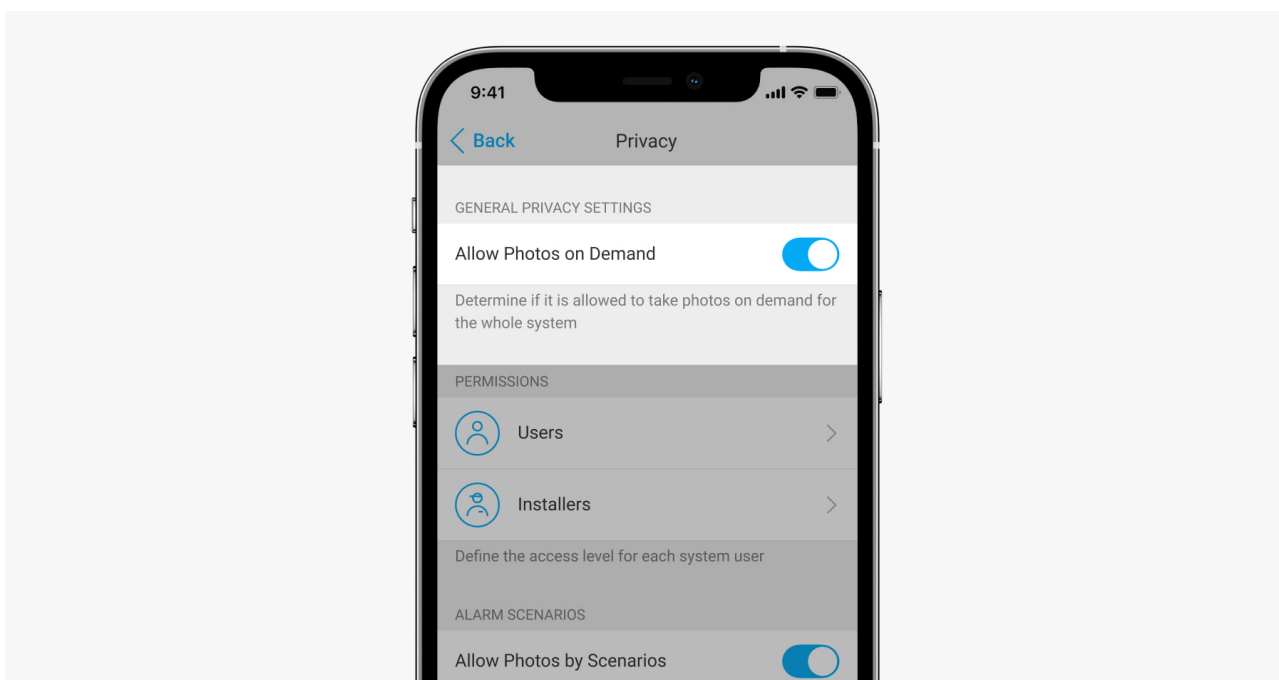 9:41
Back
Privacy
GENERAL PRIVACY SETTINGS
Allow Photos on Demand
Determine if it is allowed to take photos on demand for
the whole system
PERMISSIONS
Users
Installers
Define the access level for each system user
ALARM SCENARIOS
Allow Photos by Scenarios